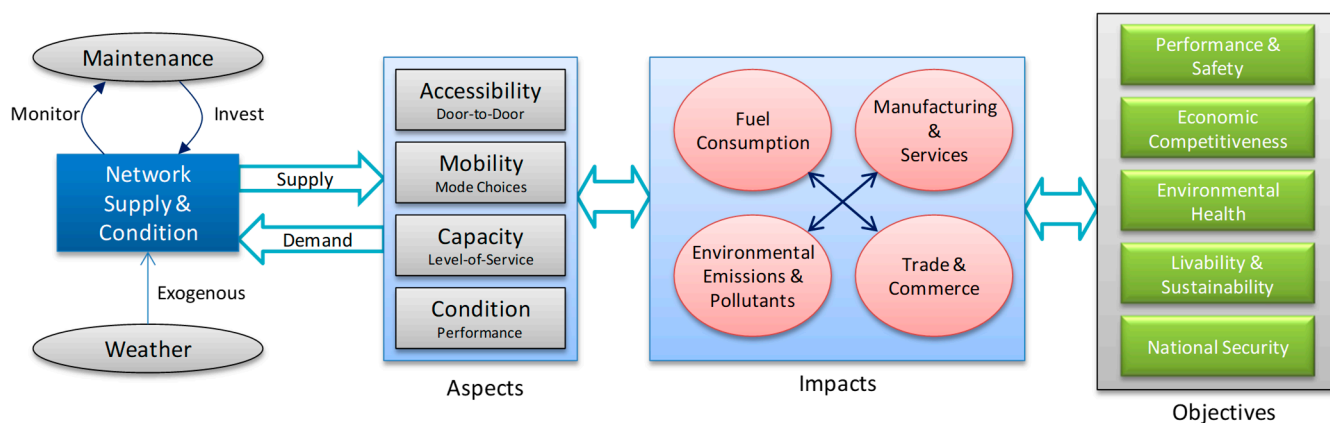 Maintenance
Monitor
Invest
Network
Supply &
Condition
Supply
Demand
Exogenous
Weather
Accessibility
Door-to-Door
Mobility
Mode Choices
Capacity
Level-of-Service
Condition
Performance
Aspects
Fuel
Consumption
Manufacturing
&
Services
Environmental
Emissions &
Pollutants
Trade &
Commerce
Impacts
Performance &
Safety
Economic
Competitiveness
Environmental
Health
Livability &
Sustainability
National Security
Objectives